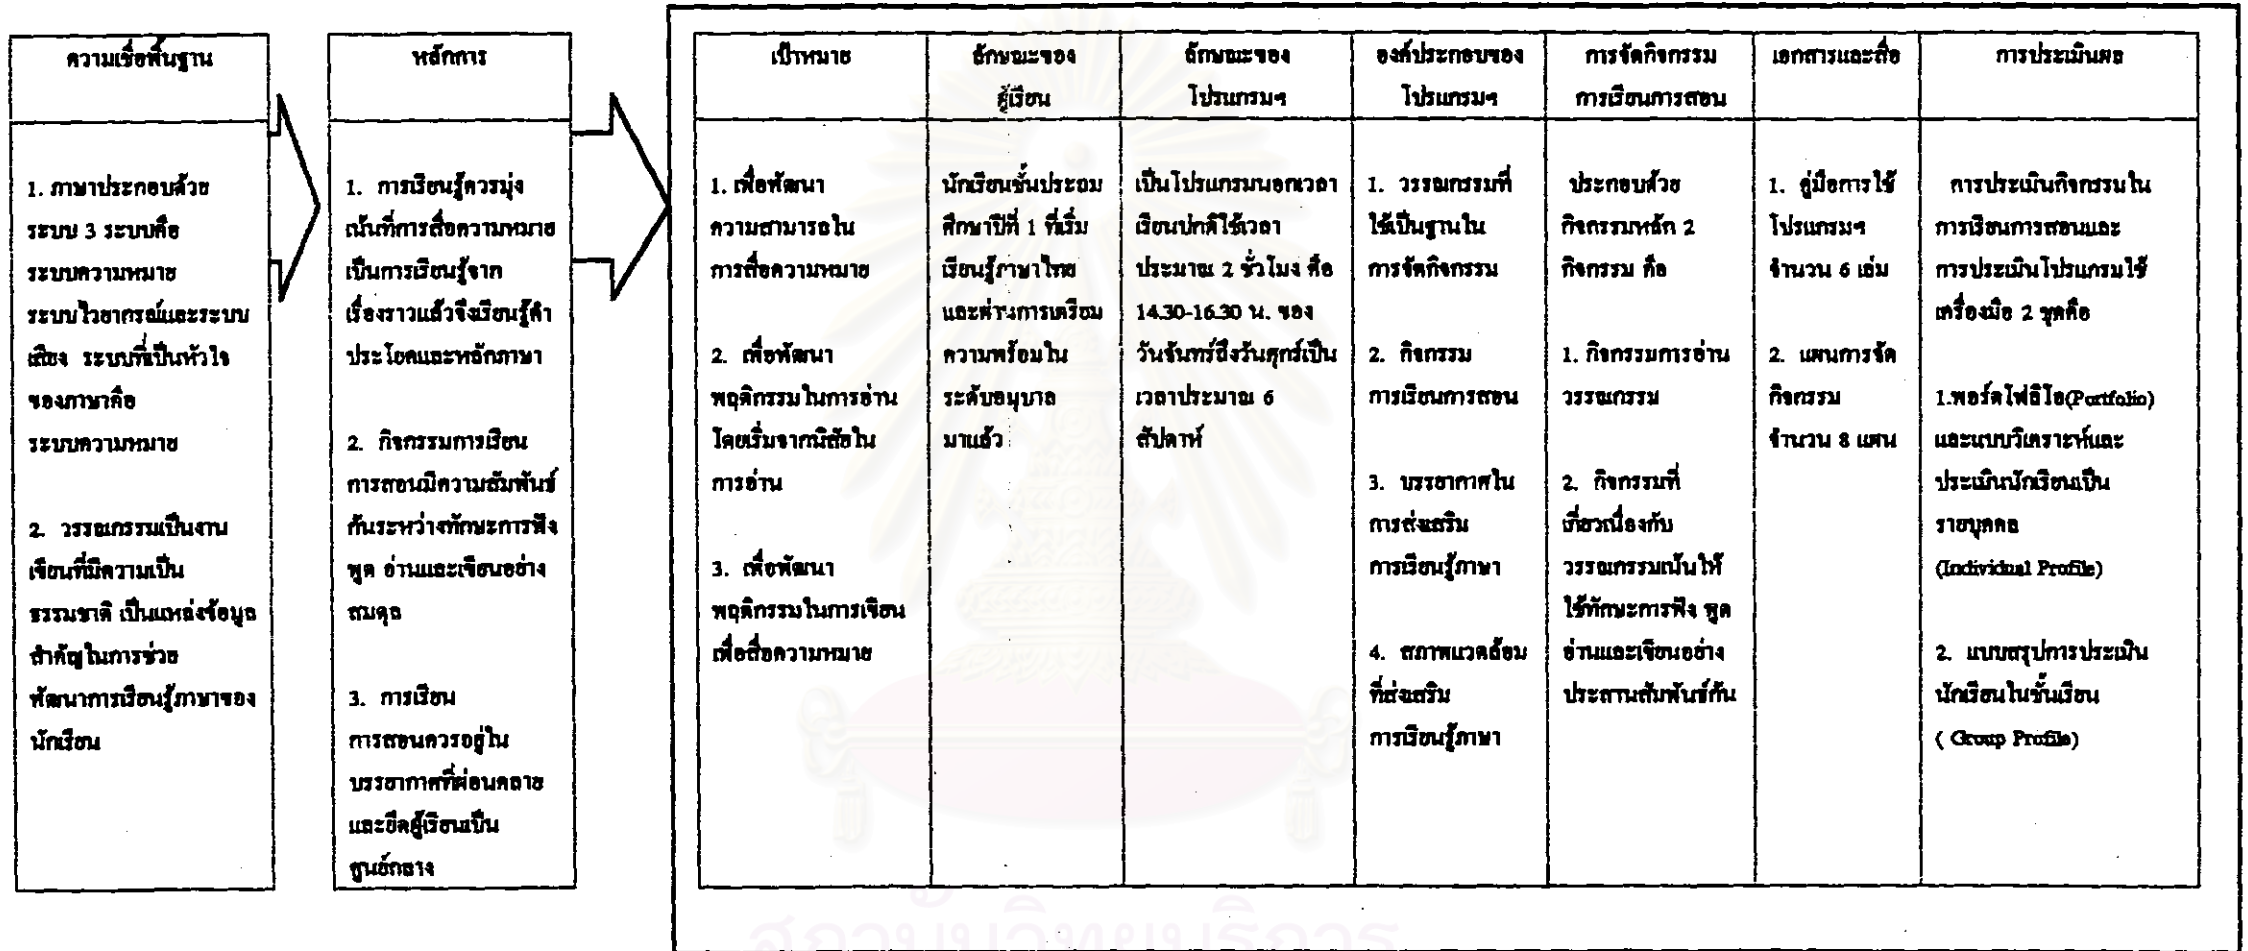 ความเชื่อพื้นฐาน
1. ภาษาประกอบด้วย
ระบบ 3 ระบบคือ
ระบบความหมาย
ระบบไวยากรณ์และระบบ
เสียง ระบบที่เป็นหัวใจ
ของภาษาคือ
ระบบความหมาย
2. วรรณกรรมเป็นงาน
เขียนที่มีความเป็น
ธรรมชาติ เป็นแหล่งข้อมูล
สำคัญในการช่วย
พัฒนาการเรียนรู้ภาษาของ
นักเรียน
หลักการ
1. การเรียนรู้ควรมุ่ง
เน้นที่การสื่อความหมาย
เป็นการเรียนรู้จาก
เรื่องราวแล้วจึงเรียนรู้คำ
ประโยคและหลักภาษา
2. กิจกรรมการเรียน
การสอนมีความสัมพันธ์
กันระหว่างทักษะการฟัง
พูด อ่านและเขียนอย่าง
สมดุล
3. การเรียน
การสอนควรอยู่ใน
บรรยากาศที่ผ่อนคลาย
และยึดผู้เรียนเป็น
ศูนย์กลาง
เป้าหมาย
1. เพื่อพัฒนา
ความสามารถใน
การสื่อความหมาย
2. เพื่อพัฒนา
พฤติกรรมในการอ่าน
โดยเริ่มจากนิสัยใน
การอ่าน
3. เพื่อพัฒนา
พฤติกรรมในการเขียน
เพื่อสื่อความหมาย
ลักษณะของ
ผู้เรียน
นักเรียนชั้นประถม
ศึกษาปีที่ 1 ที่เริ่ม
เรียนรู้ภาษาไทย
และผ่านการเตรียม
ความพร้อมใน
ระดับอนุบาล
มาแล้ว
ลักษณะของ
โปรแกรมฯ
เป็นโปรแกรมนอกเวลา
เรียนปกติใช้เวลา
ประมาณ 2 ชั่วโมง คือ
14.30-16.30 น. ของ
วันจันทร์ถึงวันศุกร์เป็น
เวลาประมาณ 6
สัปดาห์
องค์ประกอบของ
โปรแกรมฯ
1. วรรณกรรมที่
ใช้เป็นฐานใน
การจัดกิจกรรม
2. กิจกรรม
การเรียนการสอน
3. บรรยากาศใน
การส่งเสริม
การเรียนรู้ภาษา
4. สภาพแวดล้อม
ที่ส่งเสริม
การเรียนรู้ภาษา
การจัดกิจกรรม
การเรียนการสอน
ประกอบด้วย
กิจกรรมหลัก 2
กิจกรรม คือ
1. กิจกรรมการอ่าน
วรรณกรรม
2. กิจกรรมที่
เกี่ยวเนื่องกับ
วรรณกรรมเน้นให้
ใช้ทักษะการฟัง พูด
อ่านและเขียนอย่าง
ประสานสัมพันธ์กัน
เอกสารและสื่อ
1. คู่มือการใช้
โปรแกรมฯ
จำนวน 6 เล่ม
2. แผนการจัด
กิจกรรม
จำนวน 8 แผน
การประเมินผล
การประเมินกิจกรรมใน
การเรียนการสอนและ
การประเมินโปรแกรมใช้
เครื่องมือ 2 ชุดคือ
1.พอร์ตโฟลิโอ(Portfolio)
และแบบวิเคราะห์และ
ประเมินนักเรียนเป็น
รายบุคคล
(Individual Profile)
2. แบบสรุปการประเมิน
นักเรียนในชั้นเรียน
( Group Profile)
สถาบันวิทยบริการ